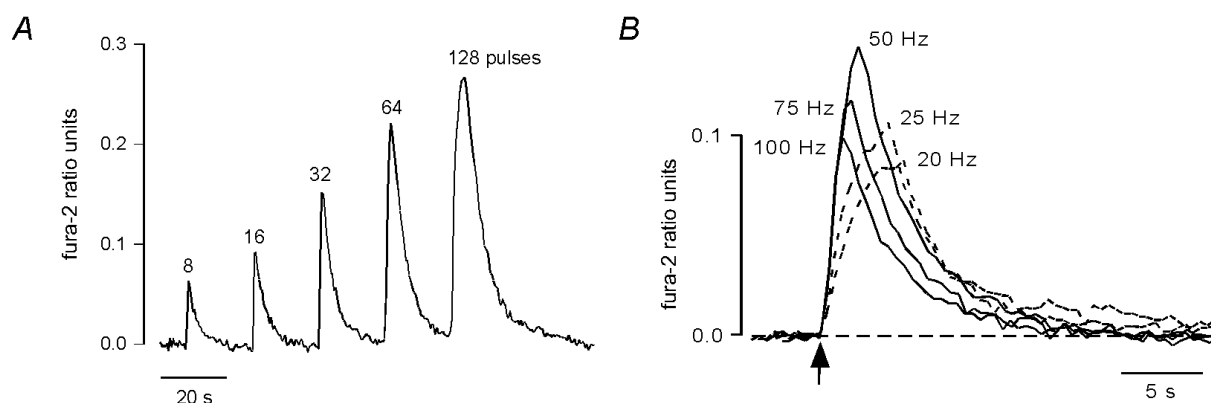 A
fura-2 ratio units
0.3
0.2
0.1
0.0
8
16
32
64
128 pulses
20 s
B
fura-2 ratio units
0.1
0.0
50 Hz
75 Hz
25 Hz
100 Hz
20 Hz
5 s